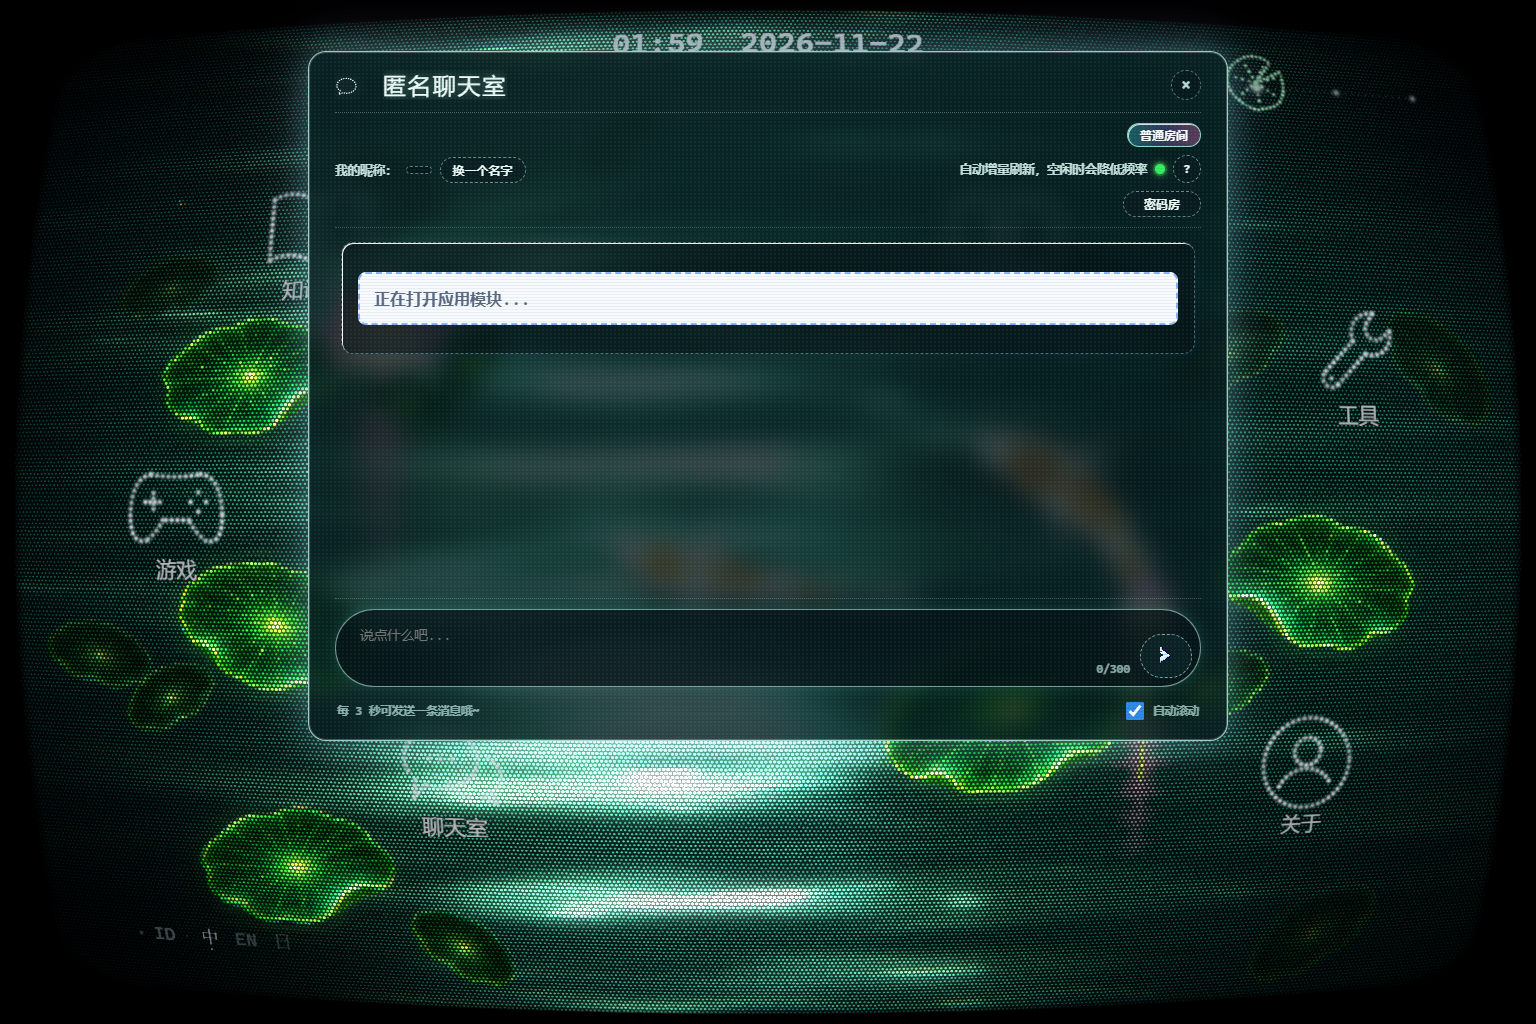 01:59 2026-11-22
匿名聊天室
×
普通房间
我的昵称:
换一个名字
自动增量刷新，空闲时会降低频率
?
密码房
正在打开应用模块...
知
工具
游戏
说点什么吧...
0/300
每 3 秒可发送一条消息哦~
自动滚动
聊天室
关于
ID 中 EN 日